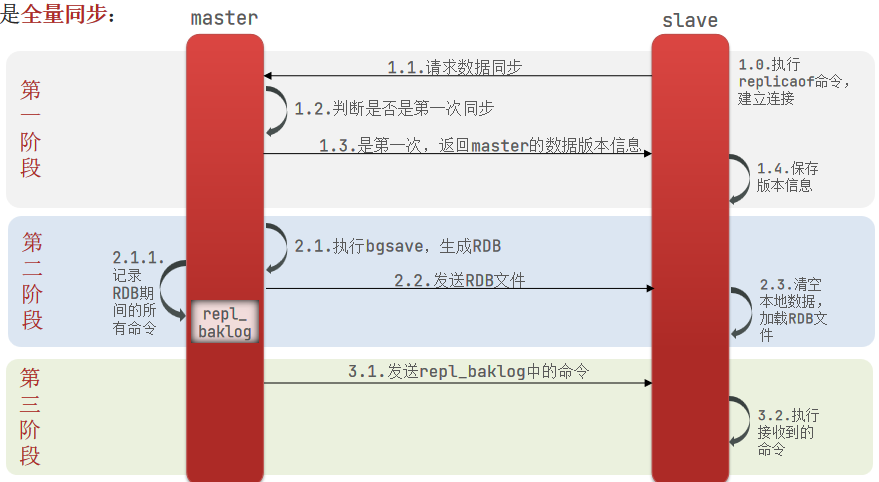 是全量同步：
master
slave
第
一
阶
段
1.0.执行
replicaof命令，
建立连接
1.1.请求数据同步
1.2.判断是否是第一次同步
1.3.是第一次，返回master的数据版本信息
1.4.保存
版本信息
第
二
阶
段
2.1.执行bgsave，生成RDB
2.1.1.
记录
RDB期
间的所
有命令
repl_
baklog
2.2.发送RDB文件
2.3.清空
本地数据，
加载RDB文
件
第
三
阶
段
3.1.发送repl_baklog中的命令
3.2.执行
接收到的
命令